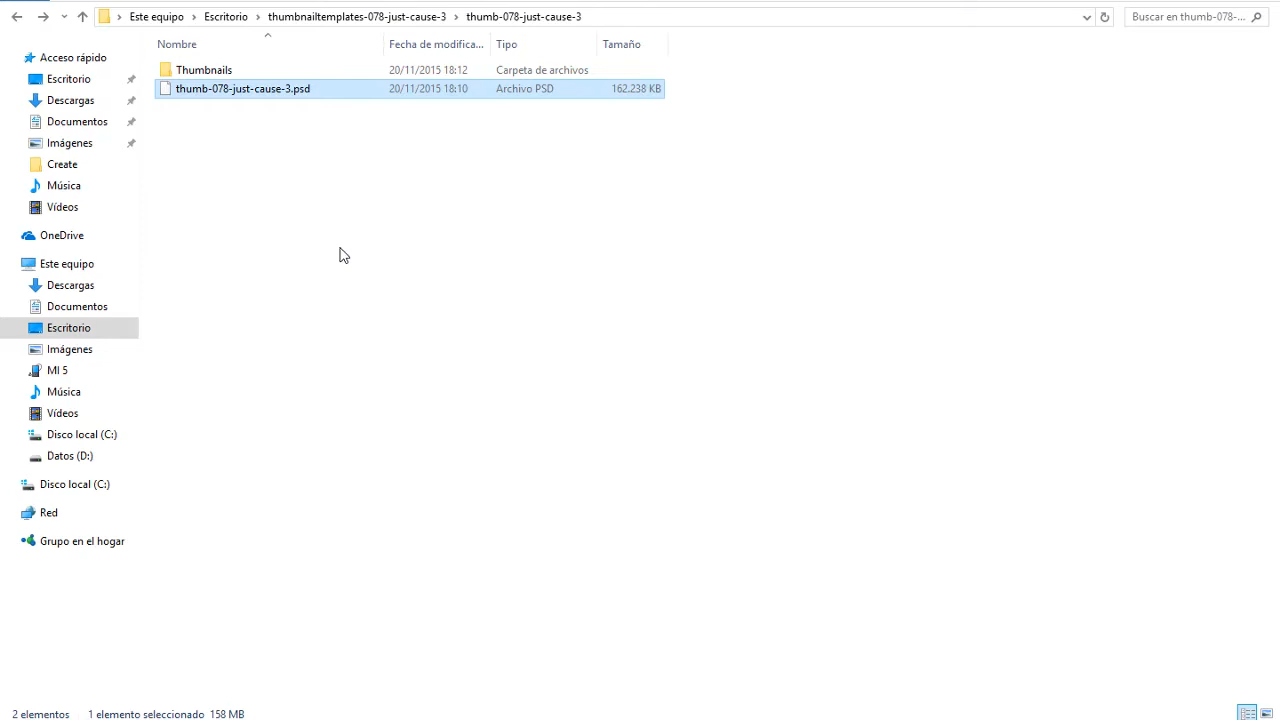 Este equipo > Escritorio > thumbnailtemplates-078-just-cause-3 > thumb-078-just-cause-3
Buscar en thumb-078-...
Nombre Fecha de modifica... Tipo Tamaño
Acceso rápido
Escritorio
Descargas
Documentos
Imágenes
Create
Música
Vídeos
OneDrive
Este equipo
Descargas
Documentos
Escritorio
Imágenes
MI 5
Música
Vídeos
Disco local (C:)
Datos (D:)
Disco local (C:)
Red
Grupo en el hogar
Thumbnails 20/11/2015 18:12 Carpeta de archivos
thumb-078-just-cause-3.psd 20/11/2015 18:10 Archivo PSD 162.238 KB
2 elementos 1 elemento seleccionado 158 MB